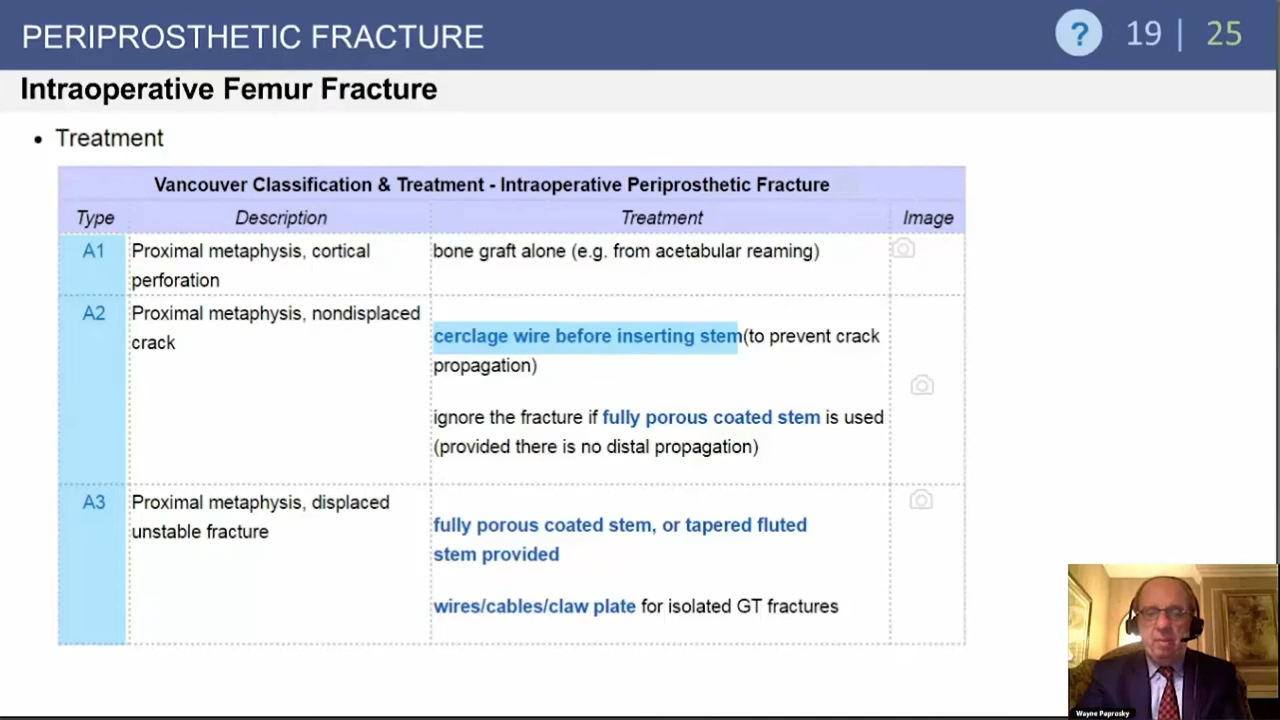 PERIPROSTHETIC FRACTURE
? 19 | 25
Intraoperative Femur Fracture
• Treatment
Vancouver Classification & Treatment - Intraoperative Periprosthetic Fracture
Type Description Treatment Image
A1 Proximal metaphysis, cortical
perforation
bone graft alone (e.g. from acetabular reaming)
A2 Proximal metaphysis, nondisplaced
crack
cerclage wire before inserting stem(to prevent crack
propagation)
ignore the fracture if fully porous coated stem is used
(provided there is no distal propagation)
A3 Proximal metaphysis, displaced
unstable fracture
fully porous coated stem, or tapered fluted
stem provided
wires/cables/claw plate for isolated GT fractures
Wayne Paprosky